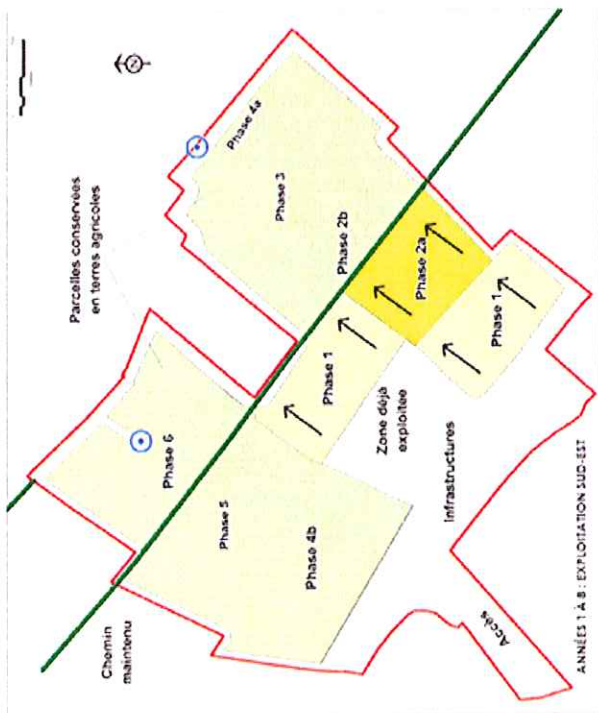 Chemin
maintenu
Parcelles conservées
en terres agricoles
N
Phase 6
Phase 5
Phase 4b
Phase 4a
Phase 3
Phase 2b
Phase 1
Phase 2a
Phase 1
Zone déjà
exploitée
Infrastructures
Accès
ANNÉES 1 À 8 : EXPLOITATION SUD-EST